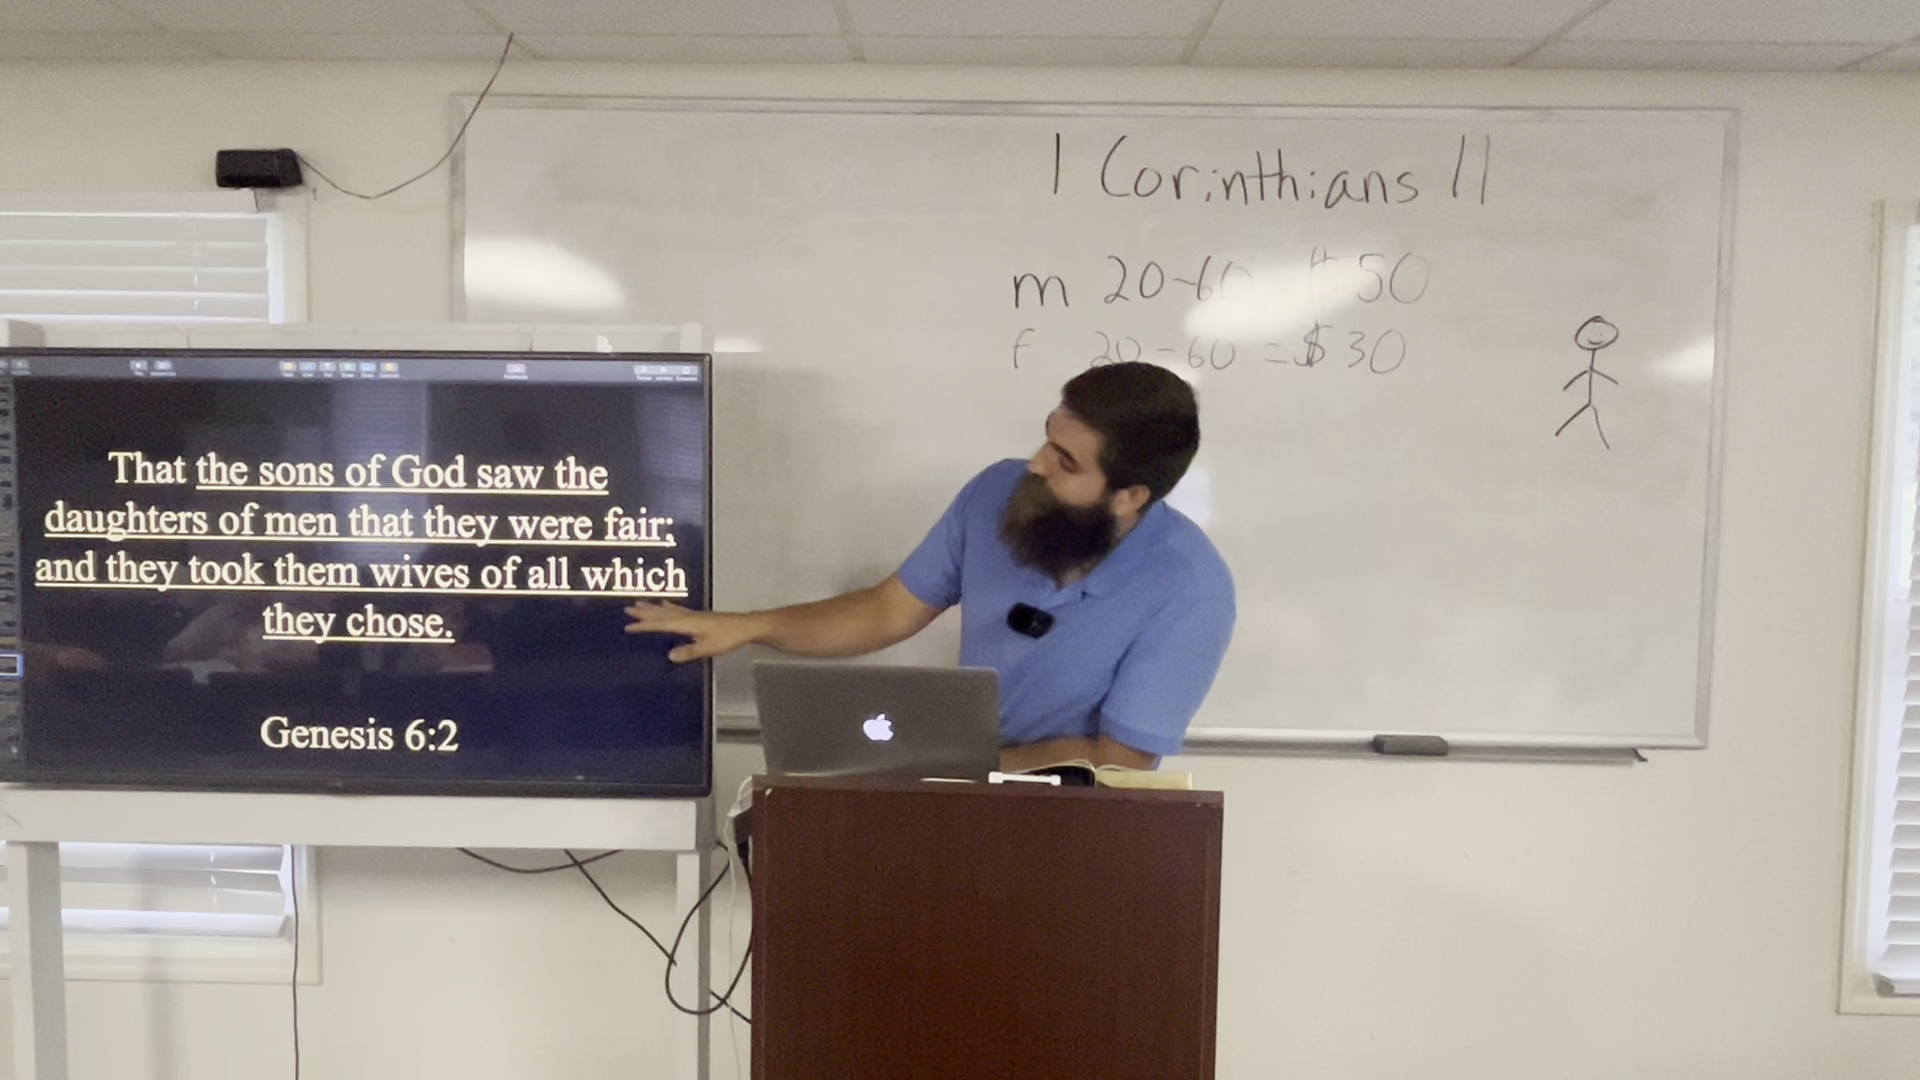 That the sons of God saw the
daughters of men that they were fair;
and they took them wives of all which
they chose.
Genesis 6:2
1 Corinthians 11
m 20-60 = $50
f 20-60 = $30